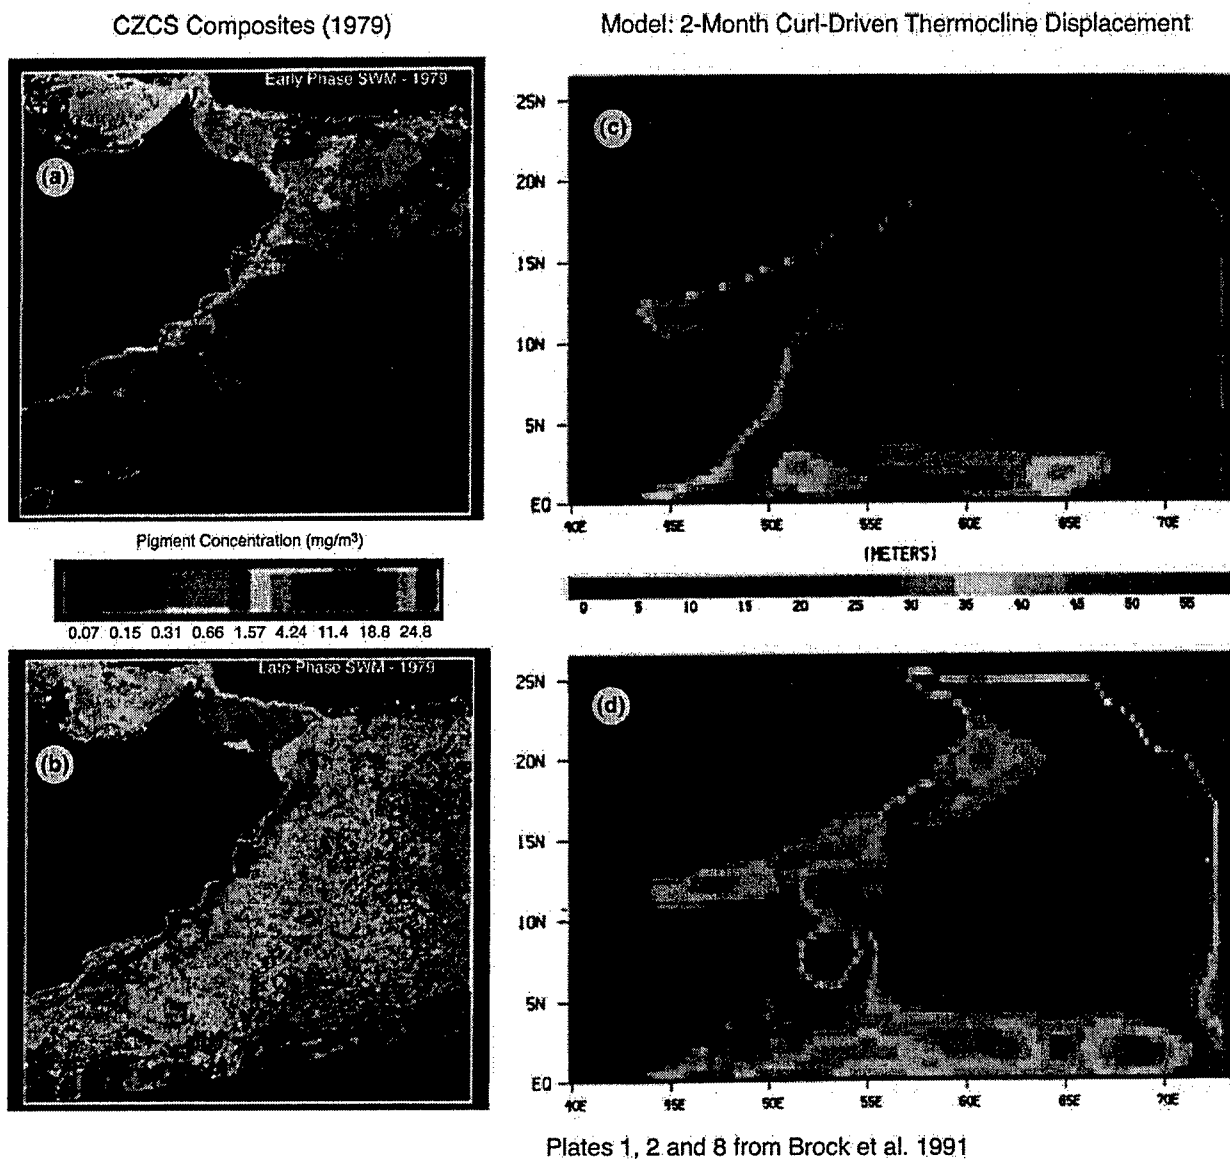 CZCS Composites (1979)
Model: 2-Month Curl-Driven Thermocline Displacement
Early Phase SWM - 1979
(a)
Pigment Concentration (mg/m³)
0.07 0.15 0.31 0.66 1.57 4.24 11.4 18.8 24.8
Late Phase SWM - 1979
(b)
(c)
25N
20N
15N
10N
5N
EQ
40E 45E 50E 55E 60E 65E 70E
(METERS)
0 5 10 15 20 25 30 35 40 45 50 55
(d)
25N
20N
15N
10N
5N
EQ
40E 45E 50E 55E 60E 65E 70E
Plates 1, 2 and 8 from Brock et al. 1991